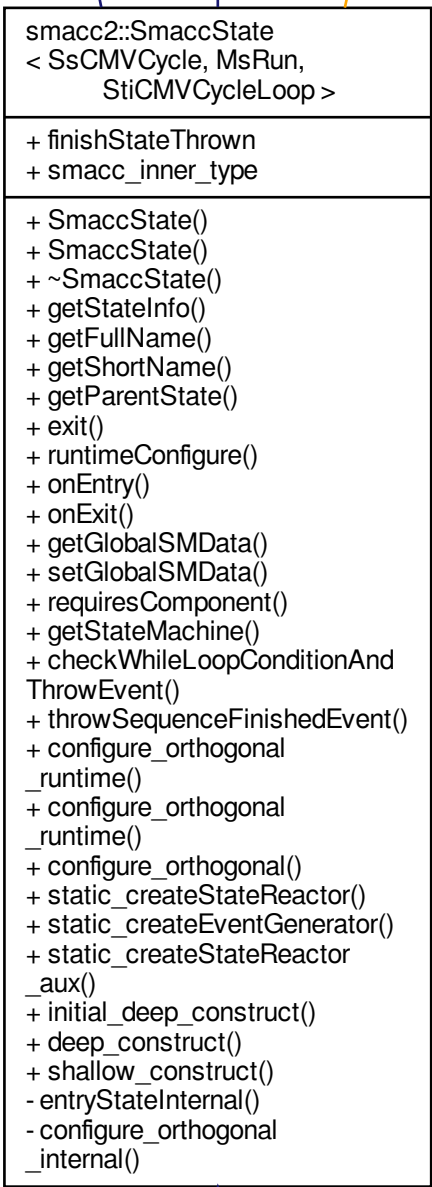 smacc2::SmaccState
< SsCMVCycle, MsRun,
StiCMVCycleLoop >
+ finishStateThrown
+ smacc_inner_type
+ SmaccState()
+ SmaccState()
+ ~SmaccState()
+ getStateInfo()
+ getFullName()
+ getShortName()
+ getParentState()
+ exit()
+ runtimeConfigure()
+ onEntry()
+ onExit()
+ getGlobalSMData()
+ setGlobalSMData()
+ requiresComponent()
+ getStateMachine()
+ checkWhileLoopConditionAnd
ThrowEvent()
+ throwSequenceFinishedEvent()
+ configure_orthogonal
_runtime()
+ configure_orthogonal
_runtime()
+ configure_orthogonal()
+ static_createStateReactor()
+ static_createEventGenerator()
+ static_createStateReactor
_aux()
+ initial_deep_construct()
+ deep_construct()
+ shallow_construct()
- entryStateInternal()
- configure_orthogonal
_internal()